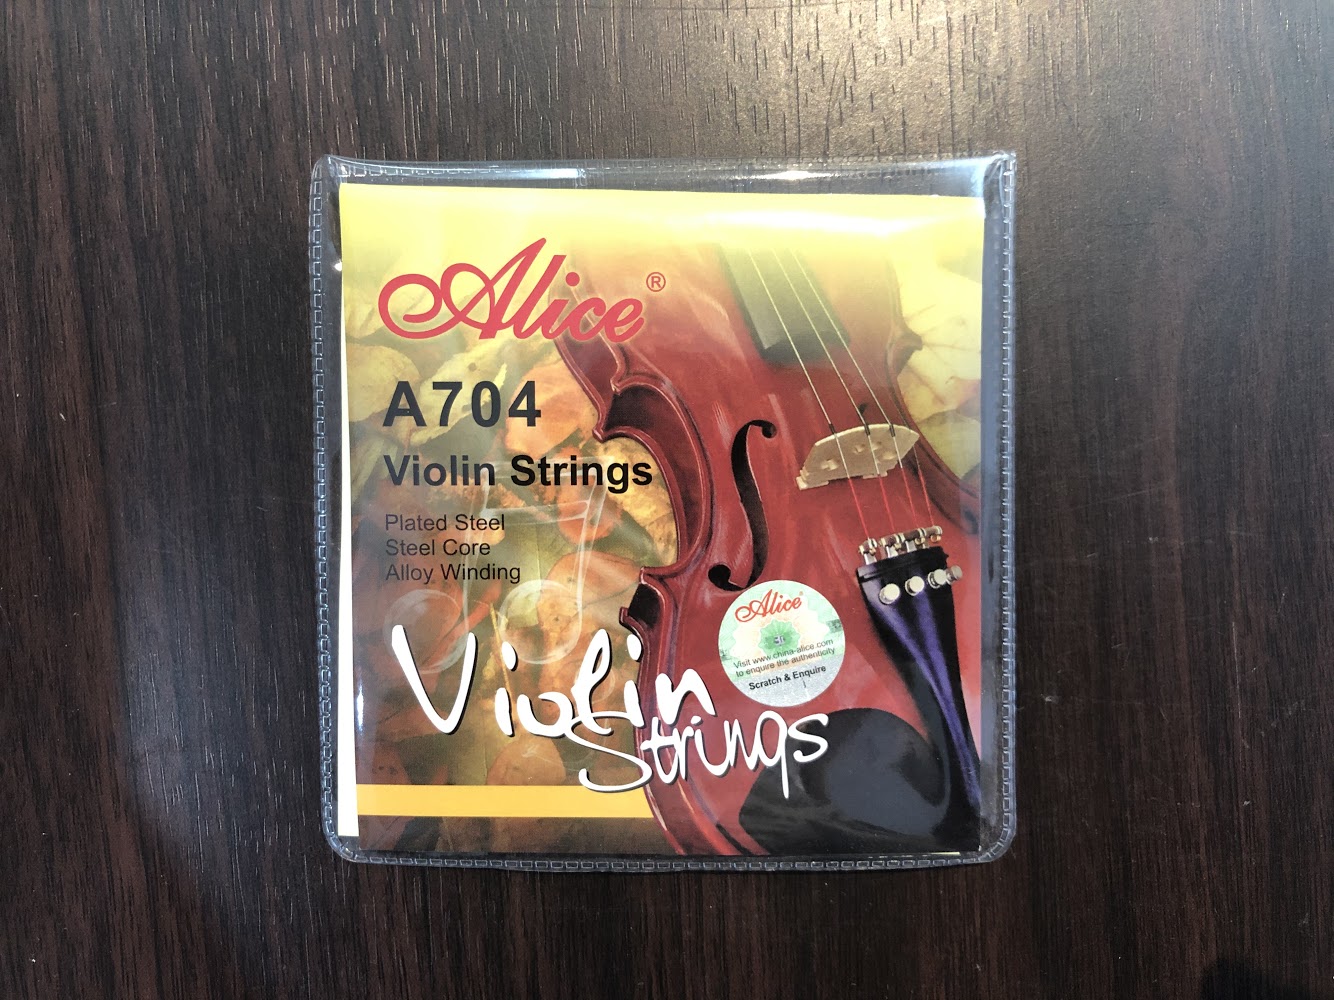 Alice®
A704
Violin Strings
Plated Steel
Steel Core
Alloy Winding
Alice®
Visit www.china-alice.com
to enquire the authenticity
Scratch & Enquire
Violin
Strings